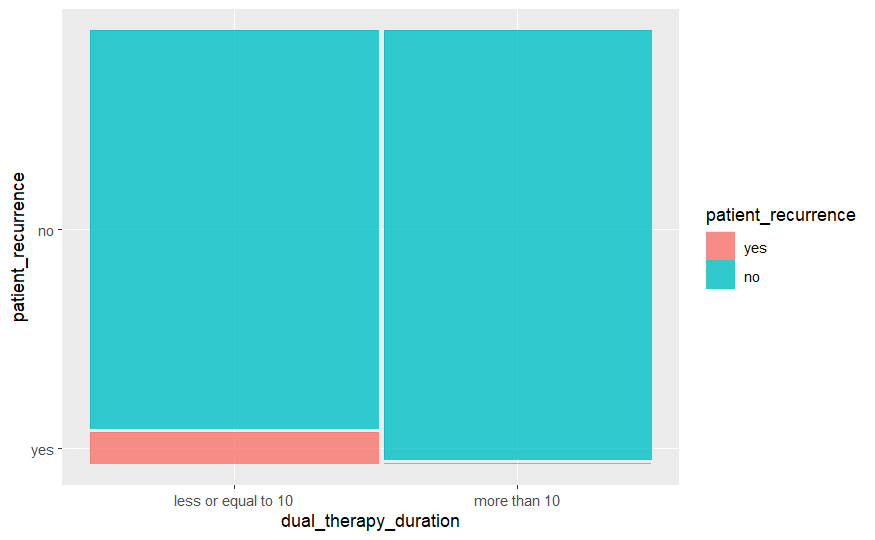 patient_recurrence
no
yes
less or equal to 10
more than 10
dual_therapy_duration
patient_recurrence
yes
no